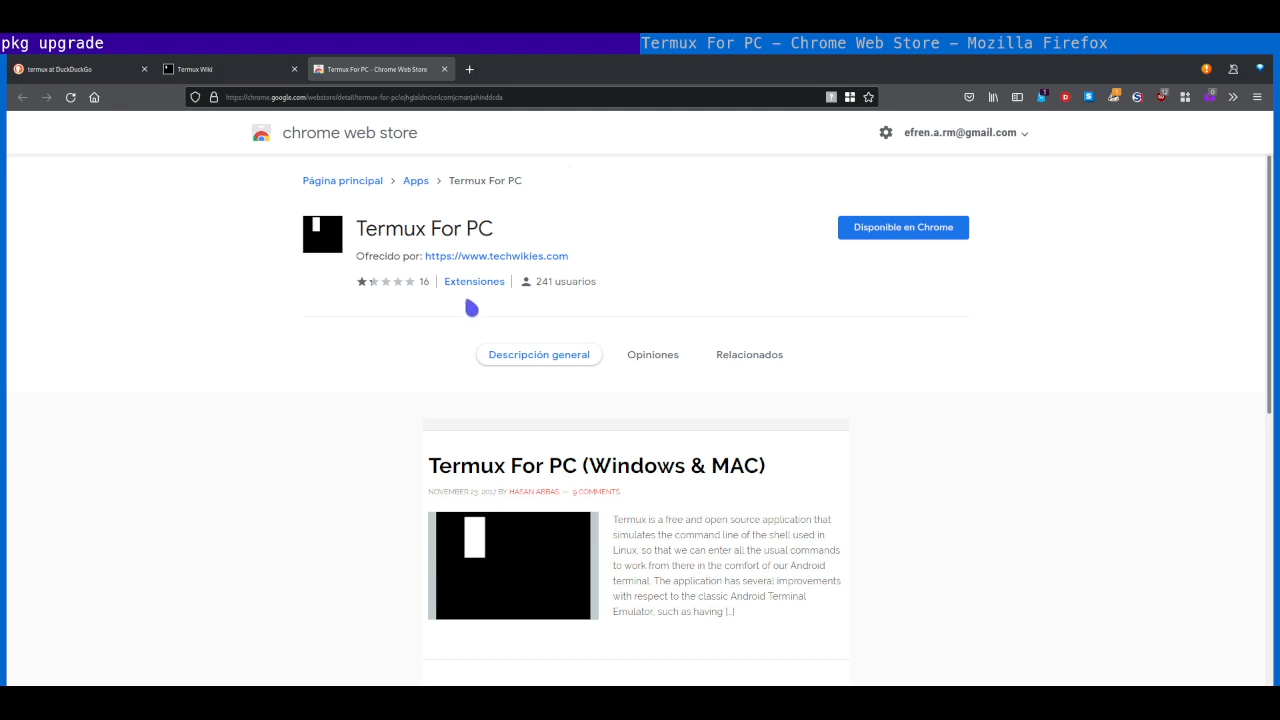 pkg upgrade
Termux For PC — Chrome Web Store — Mozilla Firefox
termux at DuckDuckGo
Termux Wiki
Termux For PC - Chrome Web Store
https://chrome.google.com/webstore/detail/termux-for-pc/
chrome web store
efren.a.rm@gmail.com
Página principal > Apps > Termux For PC
Termux For PC
Disponible en Chrome
Ofrecido por: https://www.techwikies.com
16 | Extensiones | 241 usuarios
Descripción general
Opiniones
Relacionados
Termux For PC (Windows & MAC)
NOVEMBER 23, 2017 BY HASAN ABBAS — 9 COMMENTS
Termux is a free and open source application that
simulates the command line of the shell used in
Linux, so that we can enter all the usual commands
to work from there in the comfort of our Android
terminal. The application has several improvements
with respect to the classic Android Terminal
Emulator, such as having [...]